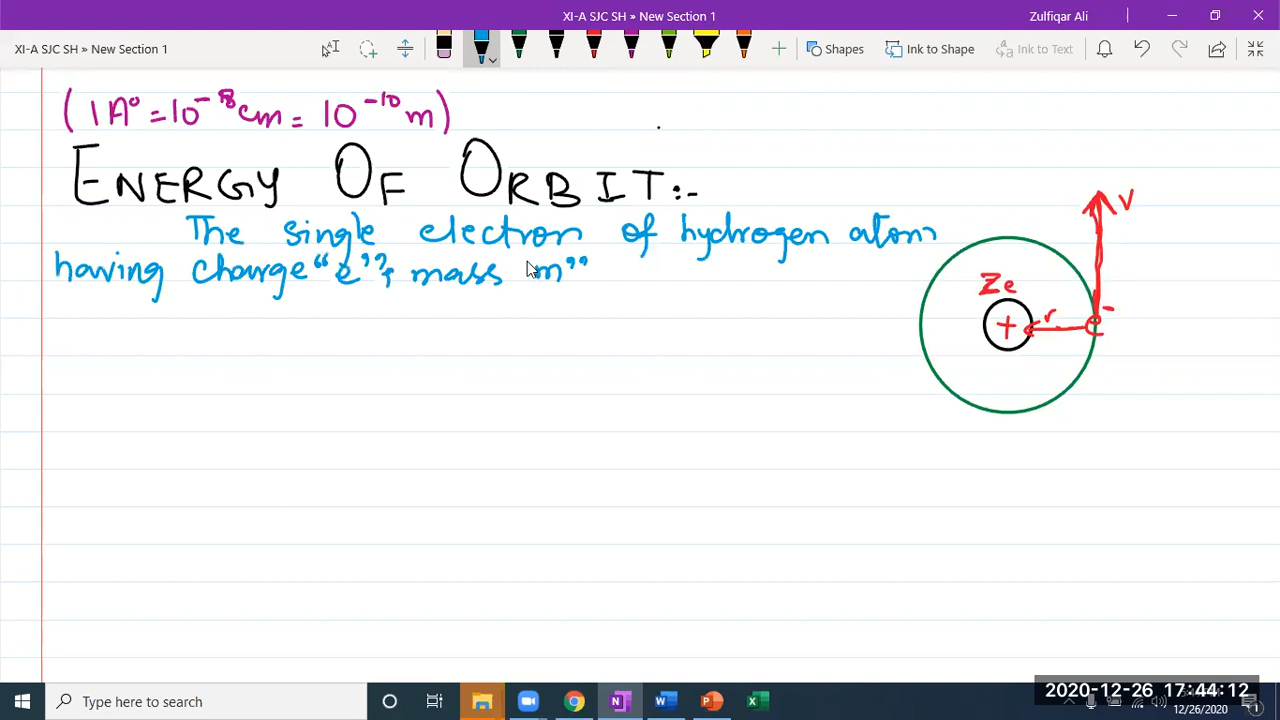 XI-A SJC SH » New Section 1
Zulfiqar Ali
XI-A SJC SH » New Section 1
Shapes
Ink to Shape
Ink to Text
(1A° = 10⁻⁸cm = 10⁻¹⁰m)
ENERGY OF ORBIT:-
The single electron of hydrogen atom
having charge "e", mass "m"
V
Ze
+
r
e⁻
Type here to search
2020-12-26 17:44:12
12/26/2020